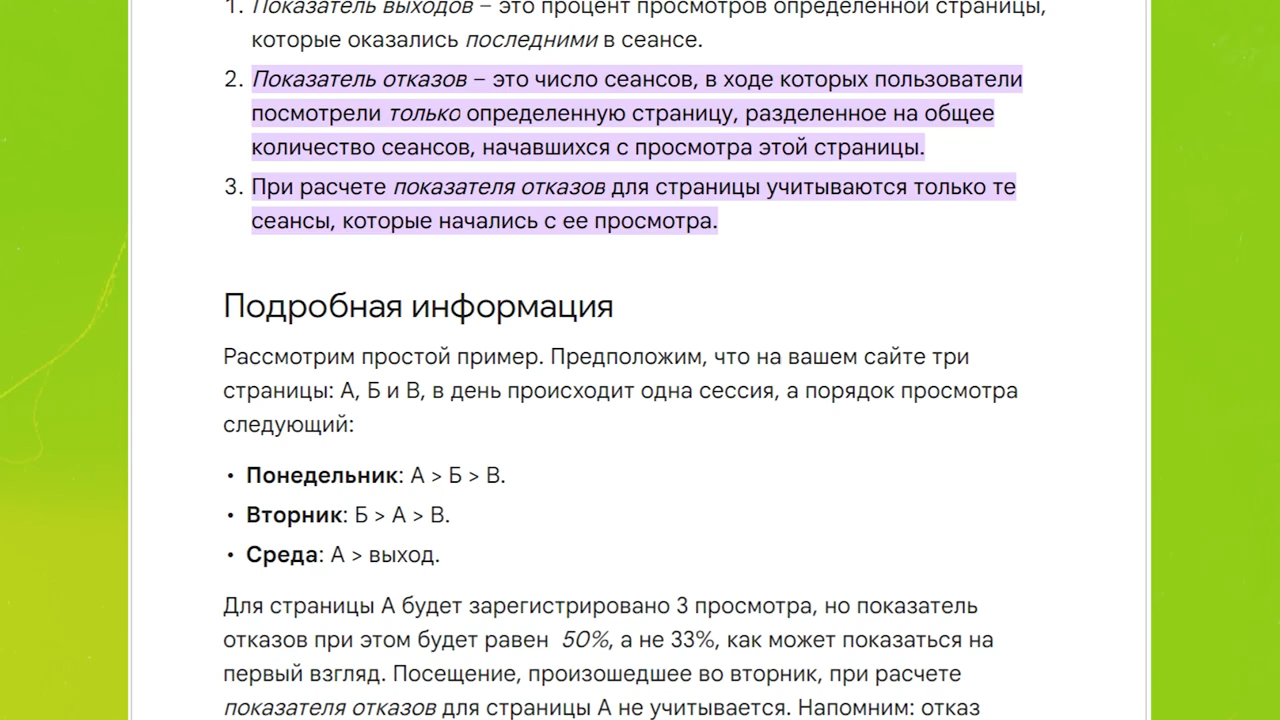 1. Показатель выходов – это процент просмотров определенной страницы,
которые оказались последними в сеансе.
2. Показатель отказов – это число сеансов, в ходе которых пользователи
посмотрели только определенную страницу, разделенное на общее
количество сеансов, начавшихся с просмотра этой страницы.
3. При расчете показателя отказов для страницы учитываются только те
сеансы, которые начались с ее просмотра.
Подробная информация
Рассмотрим простой пример. Предположим, что на вашем сайте три
страницы: А, Б и В, в день происходит одна сессия, а порядок просмотра
следующий:
• Понедельник: А > Б > В.
• Вторник: Б > А > В.
• Среда: А > выход.
Для страницы А будет зарегистрировано 3 просмотра, но показатель
отказов при этом будет равен 50%, а не 33%, как может показаться на
первый взгляд. Посещение, произошедшее во вторник, при расчете
показателя отказов для страницы А не учитывается. Напомним: отказ